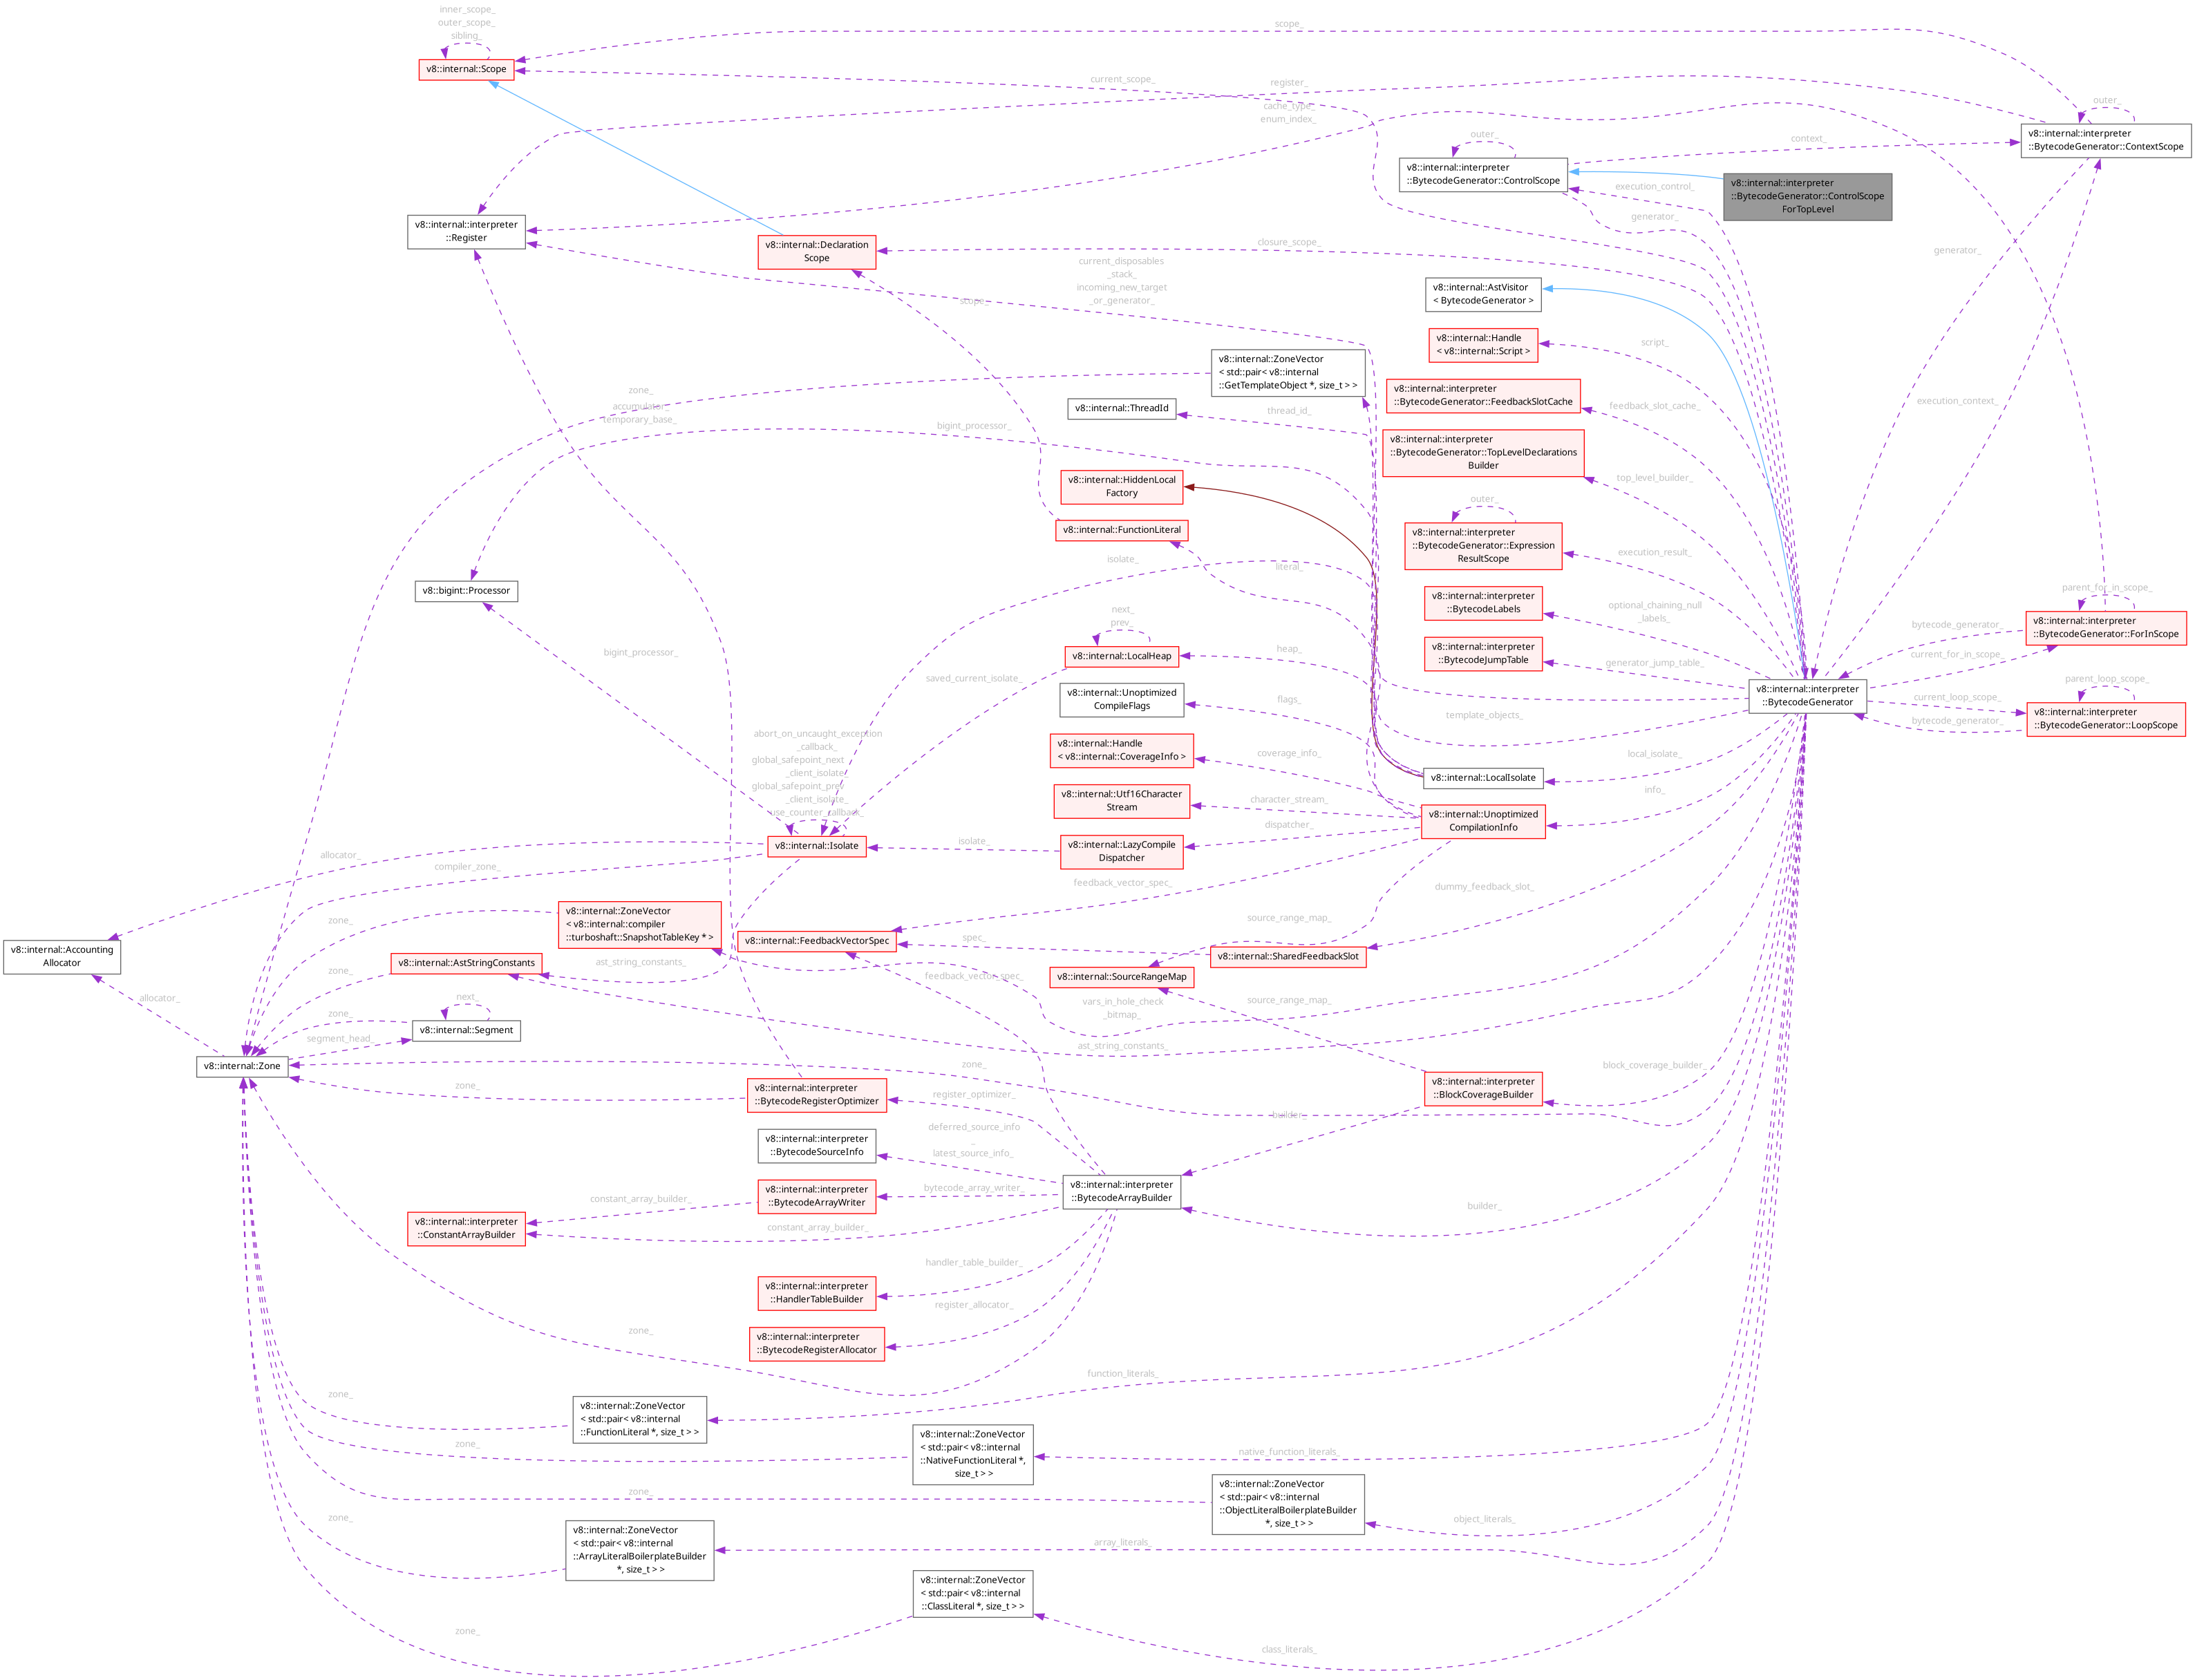 inner_scope_
outer_scope_
sibling_
v8::internal::Scope
scope_
current_scope_
register_
cache_type_
enum_index_
outer_
v8::internal::interpreter
::BytecodeGenerator::ContextScope
outer_
context_
v8::internal::interpreter
::BytecodeGenerator::ControlScope
v8::internal::interpreter
::BytecodeGenerator::ControlScope
ForTopLevel
execution_control_
generator_
v8::internal::interpreter
::Register
v8::internal::Declaration
Scope
closure_scope_
generator_
current_disposables
_stack_
incoming_new_target
_or_generator_
scope_
v8::internal::AstVisitor
< BytecodeGenerator >
v8::internal::Handle
< v8::internal::Script >
script_
v8::internal::ZoneVector
< std::pair< v8::internal
::GetTemplateObject *, size_t > >
zone_
accumulator_
temporary_base_
v8::internal::ThreadId
thread_id_
v8::internal::interpreter
::BytecodeGenerator::FeedbackSlotCache
feedback_slot_cache_
execution_context_
bigint_processor_
v8::internal::interpreter
::BytecodeGenerator::TopLevelDeclarations
Builder
top_level_builder_
v8::internal::HiddenLocal
Factory
v8::internal::FunctionLiteral
outer_
v8::internal::interpreter
::BytecodeGenerator::Expression
ResultScope
execution_result_
isolate_
literal_
v8::bigint::Processor
v8::internal::interpreter
::BytecodeLabels
optional_chaining_null
_labels_
parent_for_in_scope_
v8::internal::interpreter
::BytecodeGenerator::ForInScope
bytecode_generator_
current_for_in_scope_
next_
prev_
v8::internal::LocalHeap
heap_
v8::internal::interpreter
::BytecodeJumpTable
generator_jump_table_
bigint_processor_
saved_current_isolate_
v8::internal::interpreter
::BytecodeGenerator
parent_loop_scope_
v8::internal::interpreter
::BytecodeGenerator::LoopScope
current_loop_scope_
bytecode_generator_
v8::internal::Unoptimized
CompileFlags
flags_
template_objects_
abort_on_uncaught_exception
_callback_
global_safepoint_next
_client_isolate_
global_safepoint_prev
_client_isolate_
use_counter_callback_
v8::internal::Handle
< v8::internal::CoverageInfo >
coverage_info_
v8::internal::LocalIsolate
local_isolate_
v8::internal::Utf16Character
Stream
character_stream_
v8::internal::Unoptimized
CompilationInfo
info_
v8::internal::Isolate
isolate_
v8::internal::LazyCompile
Dispatcher
dispatcher_
allocator_
compiler_zone_
feedback_vector_spec_
dummy_feedback_slot_
zone_
v8::internal::ZoneVector
< v8::internal::compiler
::turboshaft::SnapshotTableKey * >
v8::internal::FeedbackVectorSpec
spec_
source_range_map_
v8::internal::SharedFeedbackSlot
v8::internal::Accounting
Allocator
v8::internal::AstStringConstants
zone_
ast_string_constants_
feedback_vector_spec_
v8::internal::SourceRangeMap
allocator_
next_
v8::internal::Segment
zone_
segment_head_
vars_in_hole_check
_bitmap_
source_range_map_
ast_string_constants_
v8::internal::Zone
zone_
block_coverage_builder_
zone_
v8::internal::interpreter
::BytecodeRegisterOptimizer
register_optimizer_
v8::internal::interpreter
::BlockCoverageBuilder
builder_
v8::internal::interpreter
::BytecodeSourceInfo
deferred_source_info
_
latest_source_info_
v8::internal::interpreter
::BytecodeArrayBuilder
v8::internal::interpreter
::BytecodeArrayWriter
bytecode_array_writer_
constant_array_builder_
builder_
v8::internal::interpreter
::ConstantArrayBuilder
constant_array_builder_
v8::internal::interpreter
::HandlerTableBuilder
handler_table_builder_
v8::internal::interpreter
::BytecodeRegisterAllocator
register_allocator_
zone_
function_literals_
zone_
v8::internal::ZoneVector
< std::pair< v8::internal
::FunctionLiteral *, size_t > >
zone_
v8::internal::ZoneVector
< std::pair< v8::internal
::NativeFunctionLiteral *,
size_t > >
native_function_literals_
zone_
v8::internal::ZoneVector
< std::pair< v8::internal
::ObjectLiteralBoilerplateBuilder
*, size_t > >
object_literals_
zone_
v8::internal::ZoneVector
< std::pair< v8::internal
::ArrayLiteralBoilerplateBuilder
*, size_t > >
array_literals_
zone_
v8::internal::ZoneVector
< std::pair< v8::internal
::ClassLiteral *, size_t > >
class_literals_